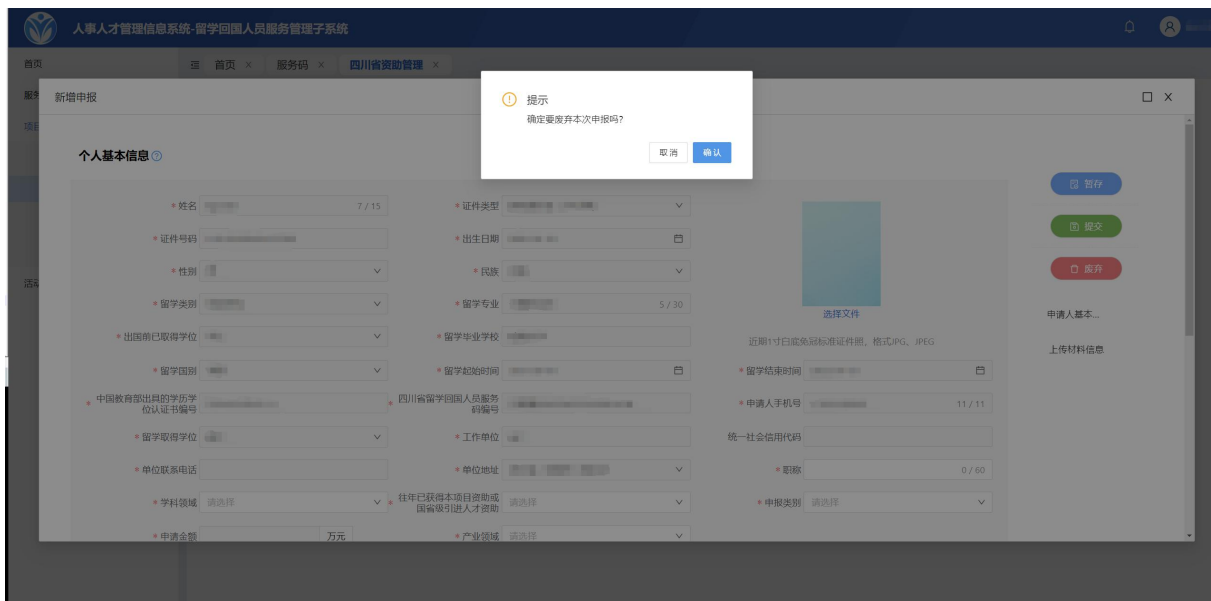 人事人才管理信息系统-留学回国人员服务管理子系统
首页
首页 ×
服务码 ×
四川省资助管理 ×
服务
项目
活动
新增申报
提示
确定要废弃本次申报吗?
取消
确认
个人基本信息
暂存
提交
废弃
申请人基本...
上传材料信息
* 姓名
7 / 15
* 证件类型
* 证件号码
* 出生日期
* 性别
* 民族
* 留学类别
* 留学专业
5 / 30
选择文件
* 出国前已取得学位
* 留学毕业学校
近期1寸白底免冠标准证件照、格式JPG、JPEG
* 留学国别
* 留学起始时间
* 留学结束时间
* 中国教育部出具的学历学
位认证书编号
* 四川省留学回国人员服务
码编号
* 申请人手机号
11 / 11
* 留学取得学位
* 工作单位
统一社会信用代码
* 单位联系电话
* 单位地址
* 职称
0 / 60
* 学科领域
请选择
* 往年已获得本项目资助或
国省级引进人才资助
请选择
* 申报类别
请选择
* 申请金额
万元
* 产业领域
请选择